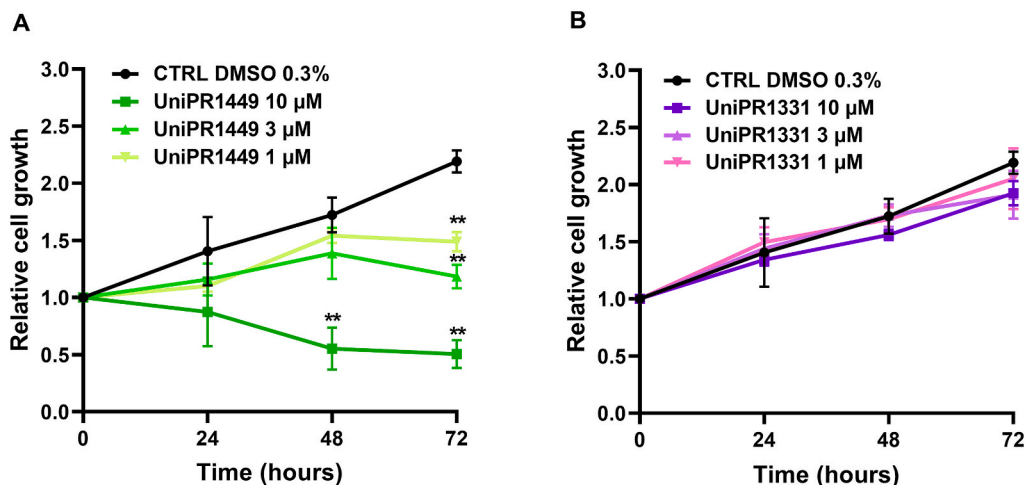 A
3.0
2.5
2.0
1.5
1.0
0.5
0.0
Relative cell growth
CTRL DMSO 0.3%
UniPR1449 10 µM
UniPR1449 3 µM
UniPR1449 1 µM
**
**
**
**
0
24
48
72
Time (hours)
B
3.0
2.5
2.0
1.5
1.0
0.5
0.0
Relative cell growth
CTRL DMSO 0.3%
UniPR1331 10 µM
UniPR1331 3 µM
UniPR1331 1 µM
0
24
48
72
Time (hours)